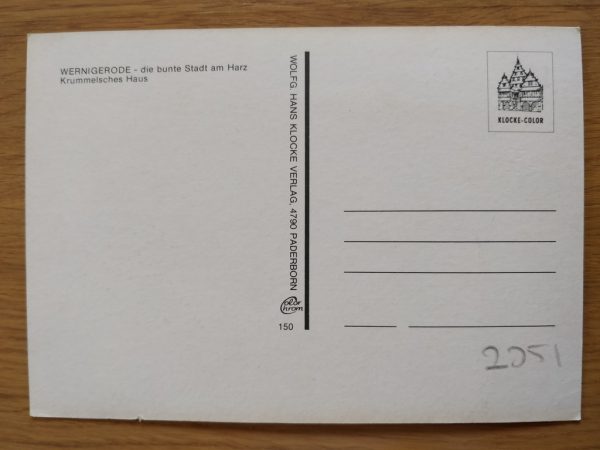 WERNIGERODE - die bunte Stadt am Harz
Krummelsches Haus
WOLFG. HANS KLOCKE VERLAG. 4790 PADERBORN
Color
Chrom
150
KLOCKE-COLOR
2051